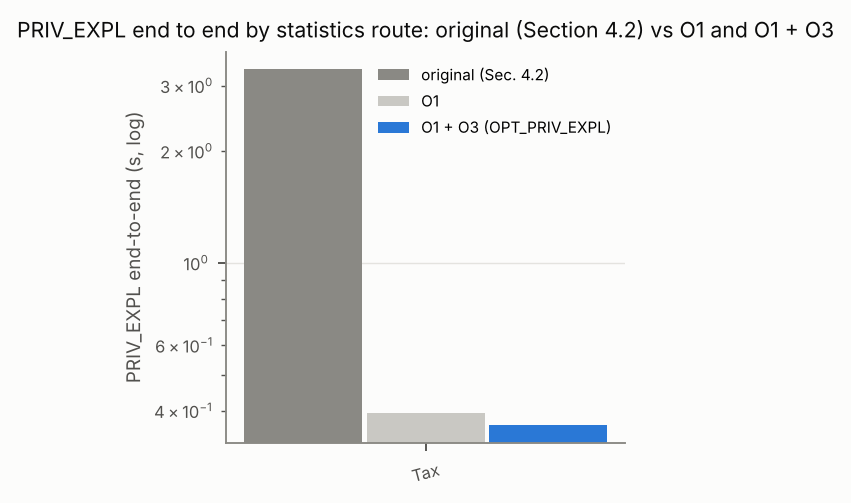 PRIV_EXPL end to end by statistics route: original (Section 4.2) vs O1 and O1 + O3
original (Sec. 4.2)
O1
O1 + O3 (OPT_PRIV_EXPL)
PRIV_EXPL end-to-end (s, log)
3 × 10⁰
2 × 10⁰
10⁰
6 × 10⁻¹
4 × 10⁻¹
Tax